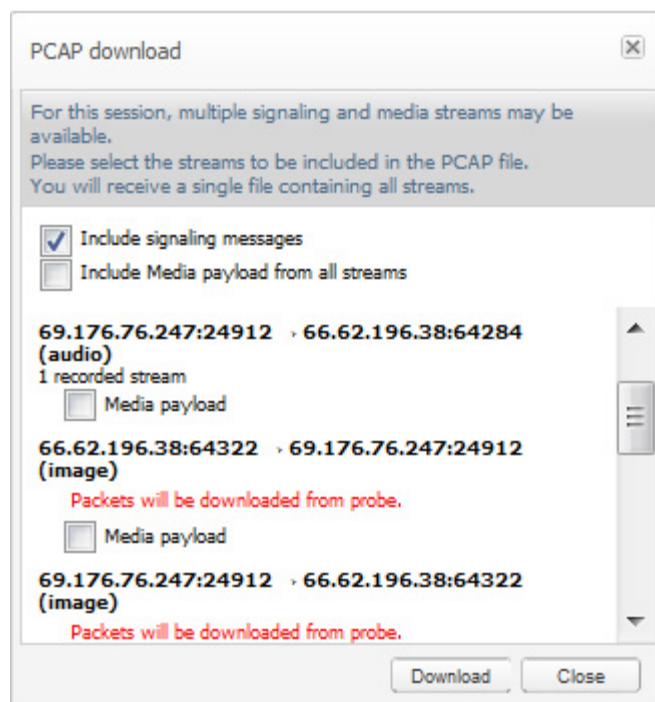 PCAP download
For this session, multiple signaling and media streams may be
available.
Please select the streams to be included in the PCAP file.
You will receive a single file containing all streams.
Include signaling messages
Include Media payload from all streams
69.176.76.247:24912 › 66.62.196.38:64284
(audio)
1 recorded stream
Media payload
66.62.196.38:64322 › 69.176.76.247:24912
(image)
Packets will be downloaded from probe.
Media payload
69.176.76.247:24912 › 66.62.196.38:64322
(image)
Packets will be downloaded from probe.
Download Close